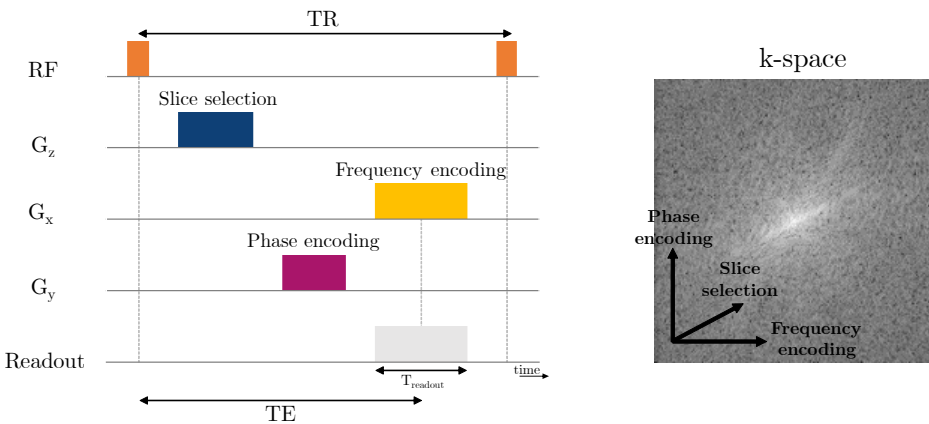 TR
RF
Slice selection
G_z
Frequency encoding
G_x
Phase encoding
G_y
Readout
time
T_readout
TE
k-space
Phase
encoding
Slice
selection
Frequency
encoding